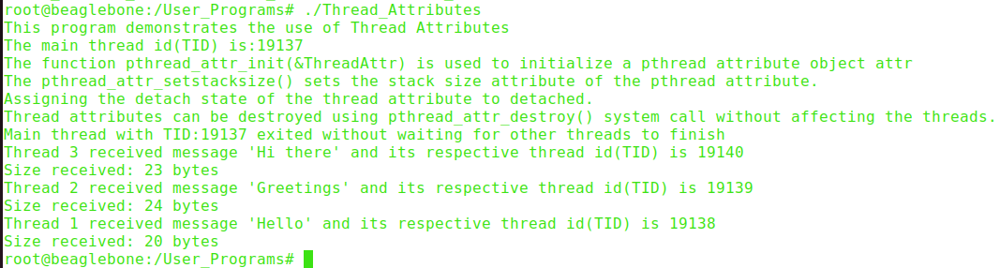 root@beaglebone:/User_Programs# ./Thread_Attributes
This program demonstrates the use of Thread Attributes
The main thread id(TID) is:19137
The function pthread_attr_init(&ThreadAttr) is used to initialize a pthread attribute object attr
The pthread_attr_setstacksize() sets the stack size attribute of the pthread attribute.
Assigning the detach state of the thread attribute to detached.
Thread attributes can be destroyed using pthread_attr_destroy() system call without affecting the threads.
Main thread with TID:19137 exited without waiting for other threads to finish
Thread 3 received message 'Hi there' and its respective thread id(TID) is 19140
Size received: 23 bytes
Thread 2 received message 'Greetings' and its respective thread id(TID) is 19139
Size received: 24 bytes
Thread 1 received message 'Hello' and its respective thread id(TID) is 19138
Size received: 20 bytes
root@beaglebone:/User_Programs#